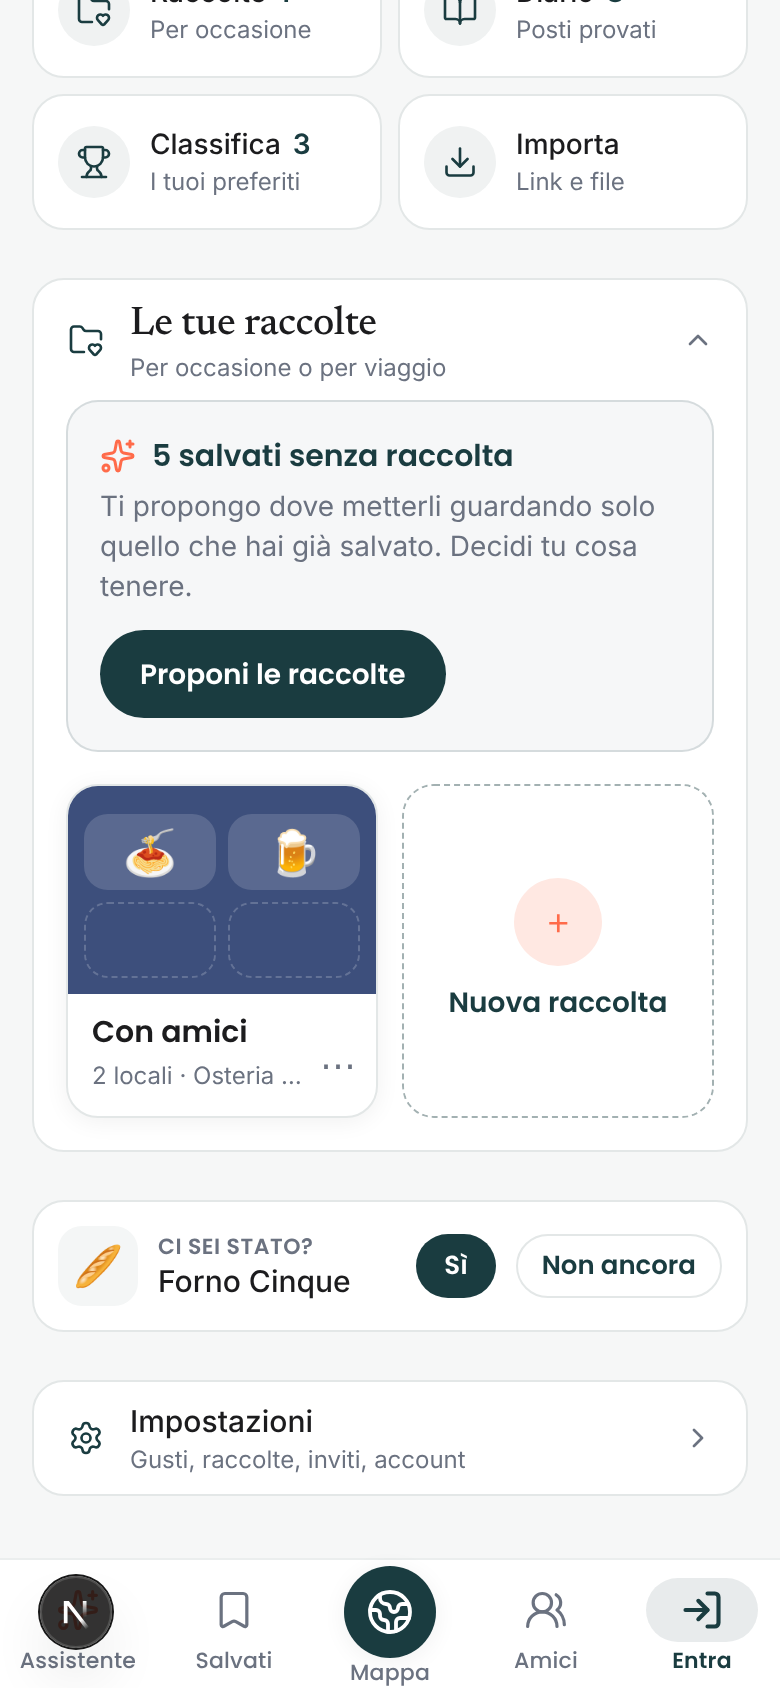 Raccolte
Diario
Per occasione
Posti provati
Classifica 3
I tuoi preferiti
Importa
Link e file
Le tue raccolte
Per occasione o per viaggio
5 salvati senza raccolta
Ti propongo dove metterli guardando solo
quello che hai già salvato. Decidi tu cosa
tenere.
Proponi le raccolte
Con amici
2 locali · Osteria ...
Nuova raccolta
CI SEI STATO?
Forno Cinque
Sì
Non ancora
Impostazioni
Gusti, raccolte, inviti, account
N
Assistente
Salvati
Mappa
Amici
Entra